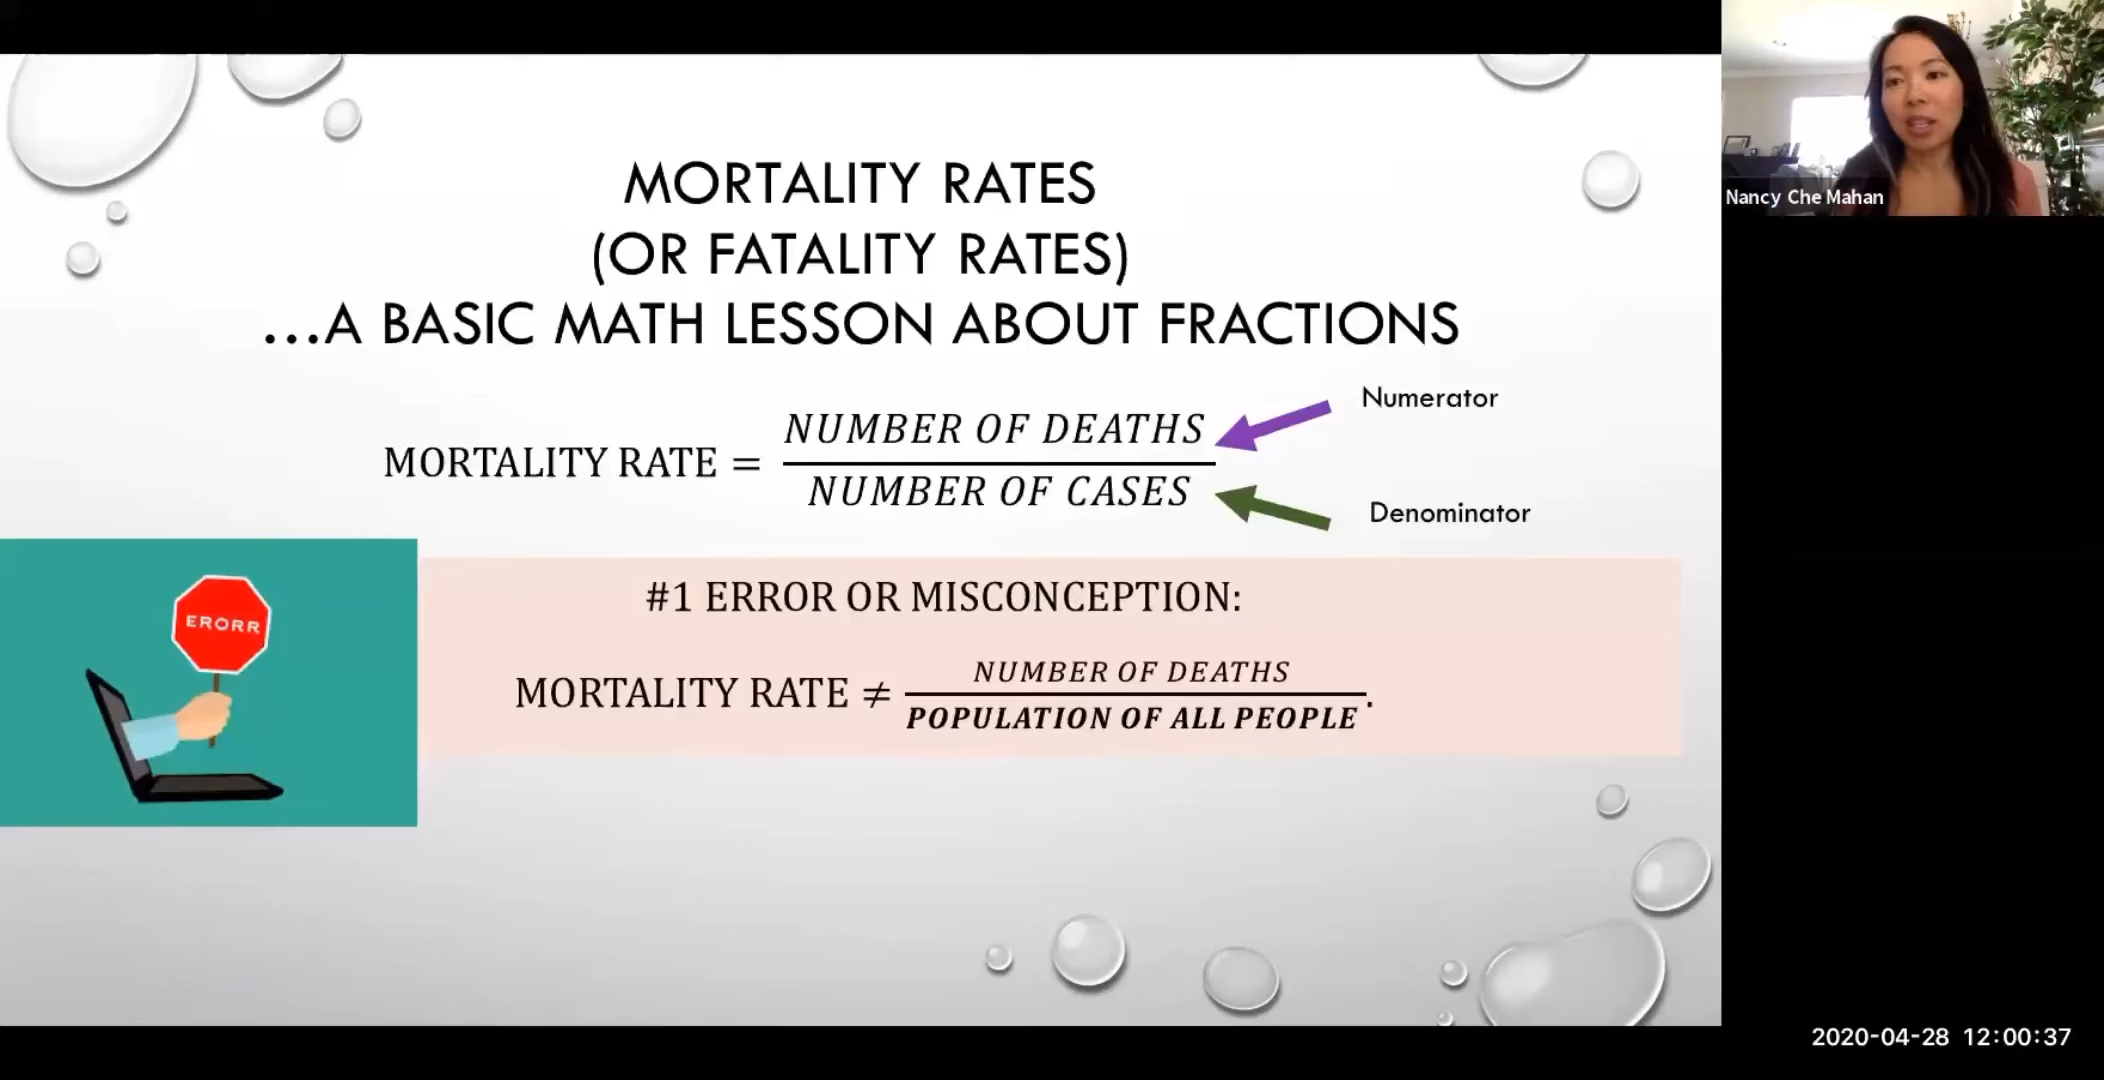 MORTALITY RATES
(OR FATALITY RATES)
...A BASIC MATH LESSON ABOUT FRACTIONS
Numerator
NUMBER OF DEATHS
MORTALITY RATE =
NUMBER OF CASES
Denominator
ERORR
#1 ERROR OR MISCONCEPTION:
NUMBER OF DEATHS
MORTALITY RATE ≠
POPULATION OF ALL PEOPLE.
Nancy Che Mahan
2020-04-28 12:00:37